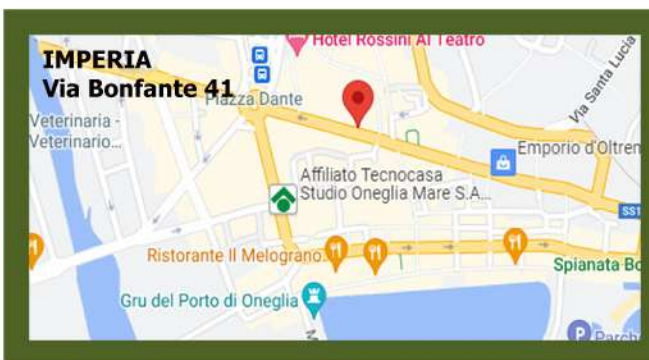 Hotel Rossini Al Teatro
IMPERIA
Via Bonfante 41
Piazza Dante
Via Santa Lucia
Veterinaria -
Veterinario...
Emporio d'Oltrem
Affiliato Tecnocasa
Studio Oneglia Mare S.A...
SS1
Ristorante Il Melograno
Spianata Bo
Gru del Porto di Oneglia
M
P
Parch